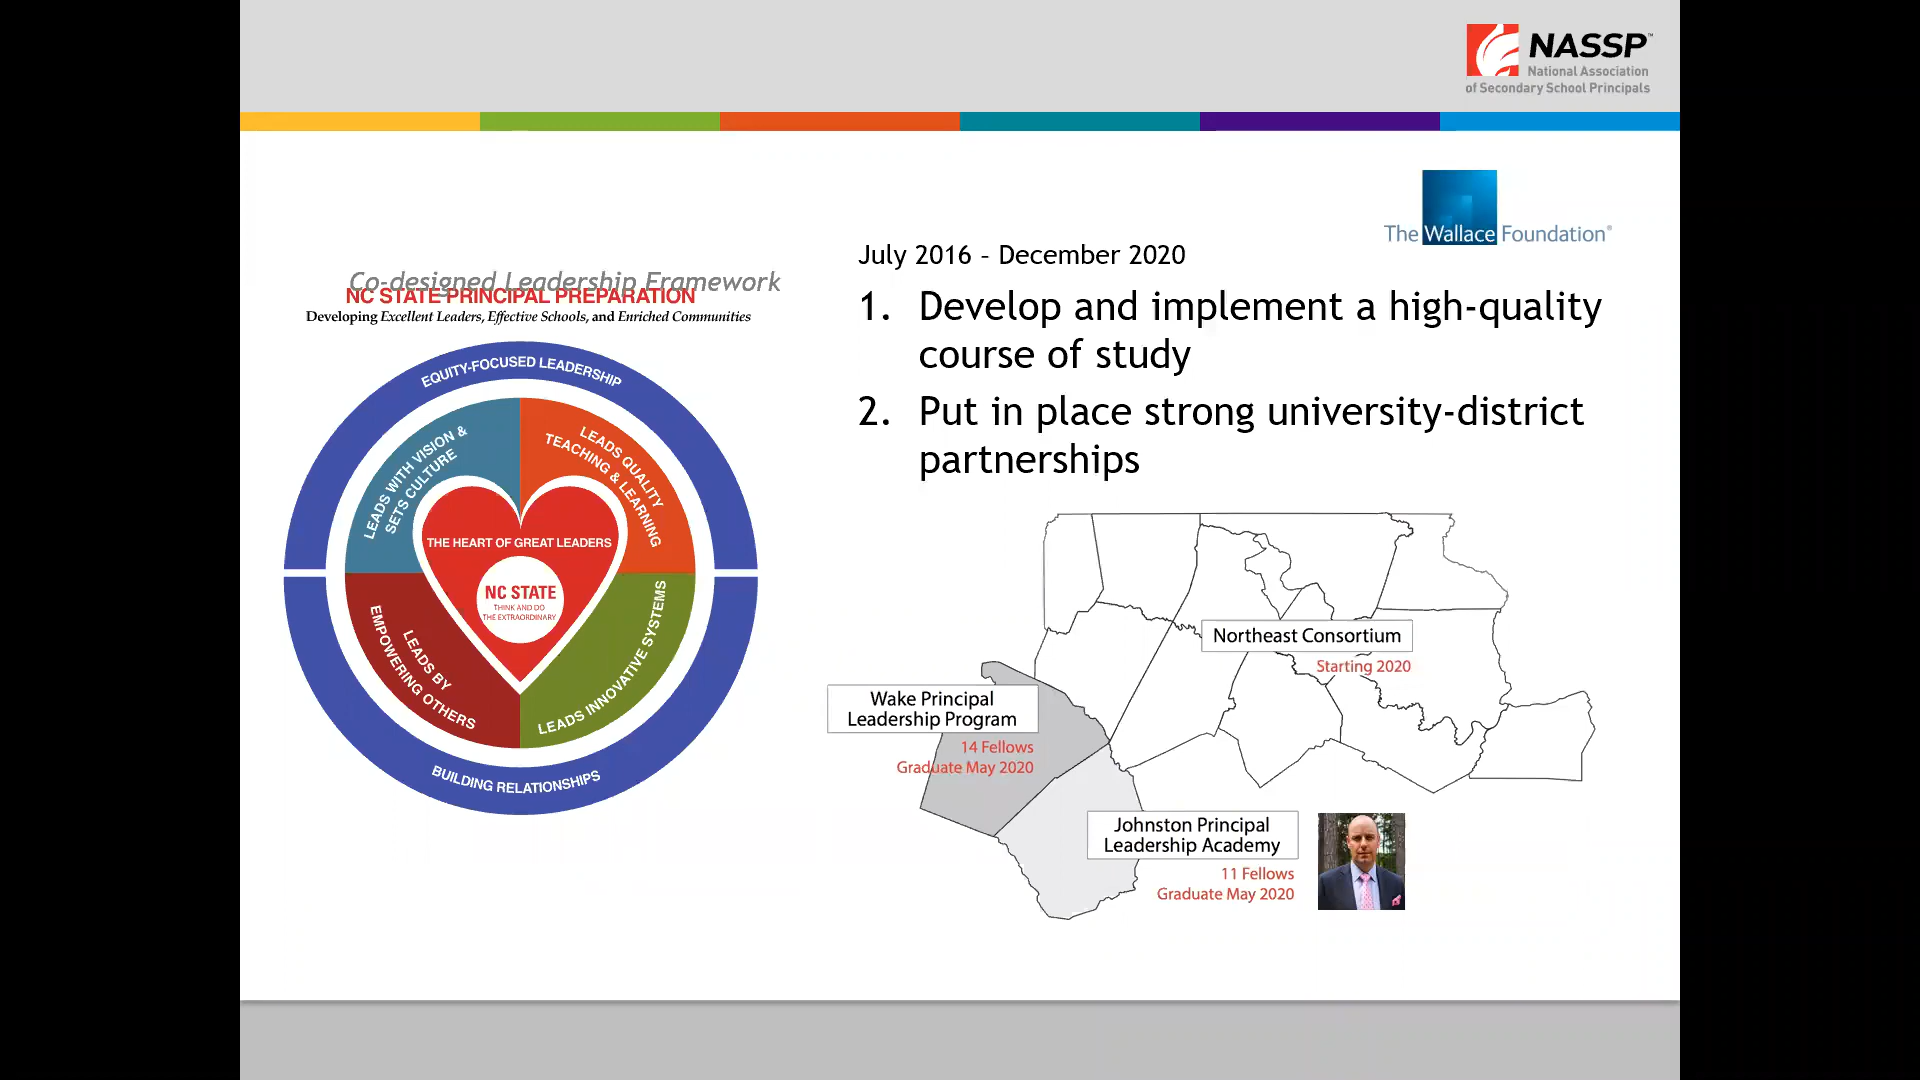 NASSP™
National Association
of Secondary School Principals
The Wallace Foundation®
Co-designed Leadership Framework
NC STATE PRINCIPAL PREPARATION
Developing Excellent Leaders, Effective Schools, and Enriched Communities
EQUITY-FOCUSED LEADERSHIP
LEADS WITH VISION &
SETS CULTURE
LEADS QUALITY
TEACHING & LEARNING
THE HEART OF GREAT LEADERS
NC STATE
THINK AND DO
THE EXTRAORDINARY
LEADS BY
EMPOWERING OTHERS
LEADS INNOVATIVE SYSTEMS
BUILDING RELATIONSHIPS
July 2016 – December 2020
1. Develop and implement a high-quality
course of study
2. Put in place strong university-district
partnerships
Northeast Consortium
Starting 2020
Wake Principal
Leadership Program
14 Fellows
Graduate May 2020
Johnston Principal
Leadership Academy
11 Fellows
Graduate May 2020